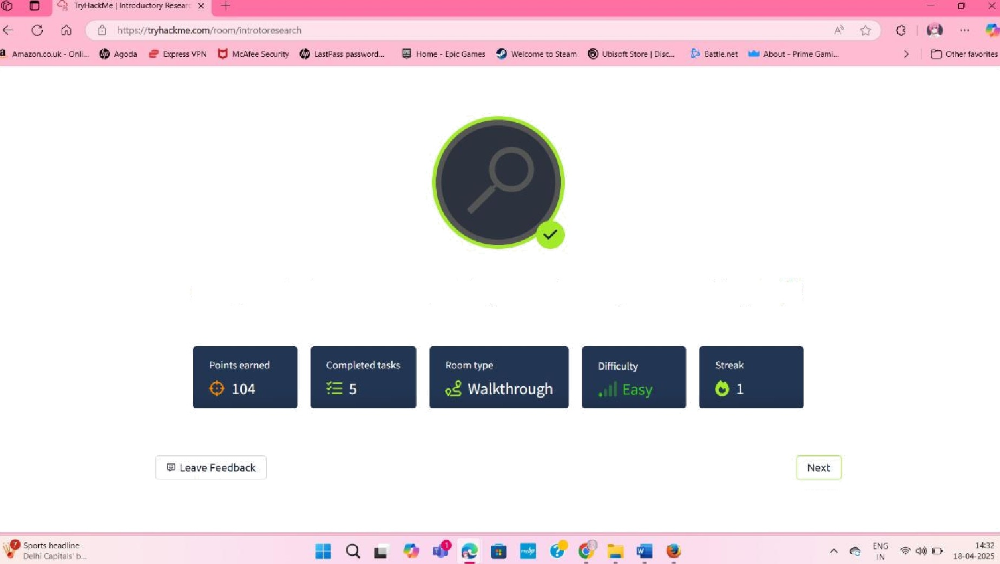 TryHackMe | Introductory Researc
https://tryhackme.com/room/introtoresearch
Amazon.co.uk - Onli...
Agoda
Express VPN
McAfee Security
LastPass password...
Home - Epic Games
Welcome to Steam
Ubisoft Store | Disc...
Battle.net
About - Prime Gami...
Other favorites
Points earned
104
Completed tasks
5
Room type
Walkthrough
Difficulty
Easy
Streak
1
Leave Feedback
Next
7
Sports headline
Delhi Capitals' b...
1
myhp
ENG
IN
14:32
18-04-2025